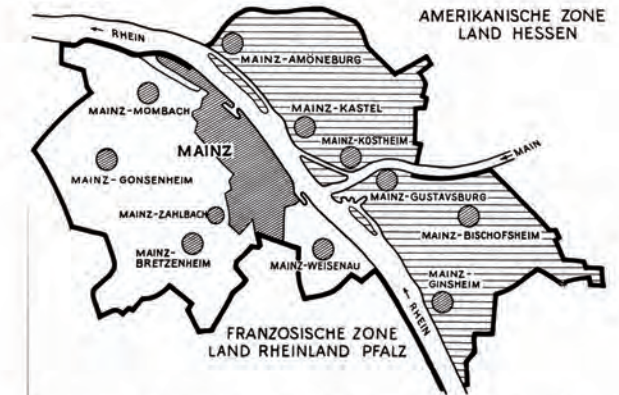 AMERIKANISCHE ZONE
LAND HESSEN
← RHEIN
MAINZ-AMÖNEBURG
MAINZ-MOMBACH
MAINZ-KASTEL
MAINZ-KOSTHEIM
← MAIN
MAINZ
MAINZ-GONSENHEIM
MAINZ-GUSTAVSBURG
MAINZ-ZAHLBACH
MAINZ-BISCHOFSHEIM
MAINZ-
BRETZENHEIM
MAINZ-WEISENAU
MAINZ-
GINSHEIM
← RHEIN
FRANZOSISCHE ZONE
LAND RHEINLAND PFALZ